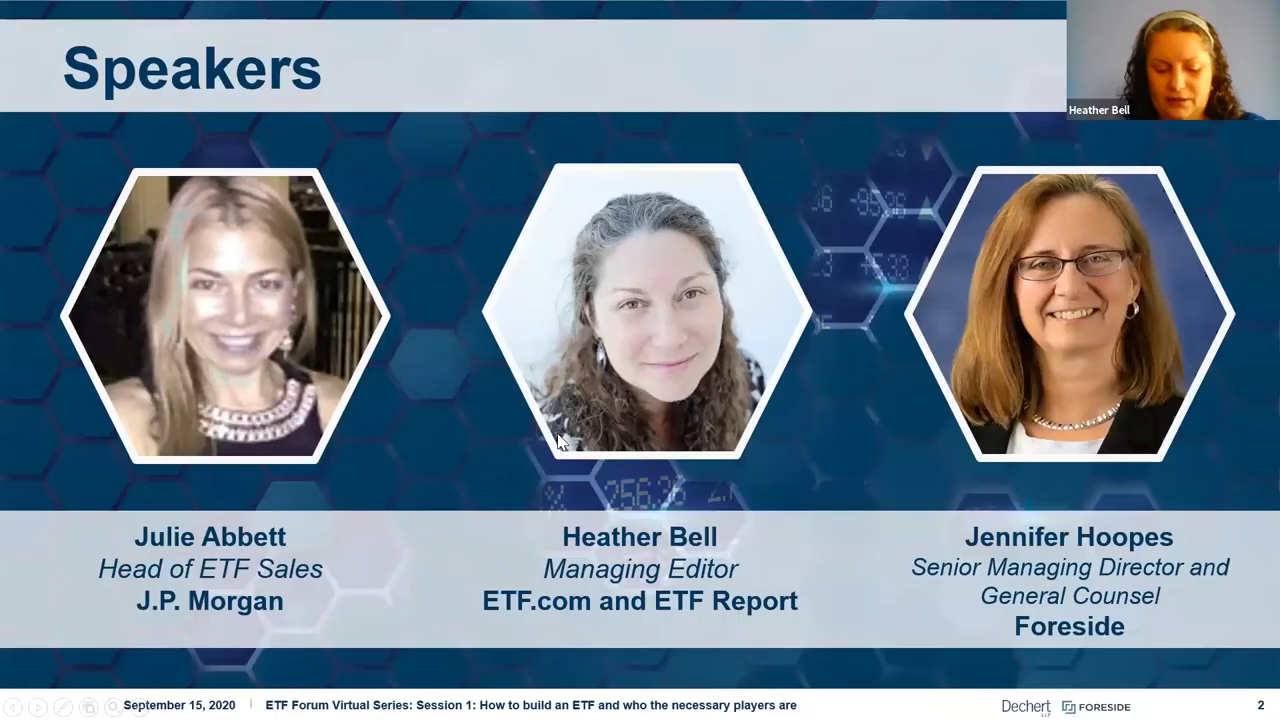 Speakers
Heather Bell
Julie Abbett
Head of ETF Sales
J.P. Morgan
Heather Bell
Managing Editor
ETF.com and ETF Report
Jennifer Hoopes
Senior Managing Director and
General Counsel
Foreside
September 15, 2020
ETF Forum Virtual Series: Session 1: How to build an ETF and who the necessary players are
Dechert
LLP
FORESIDE
2